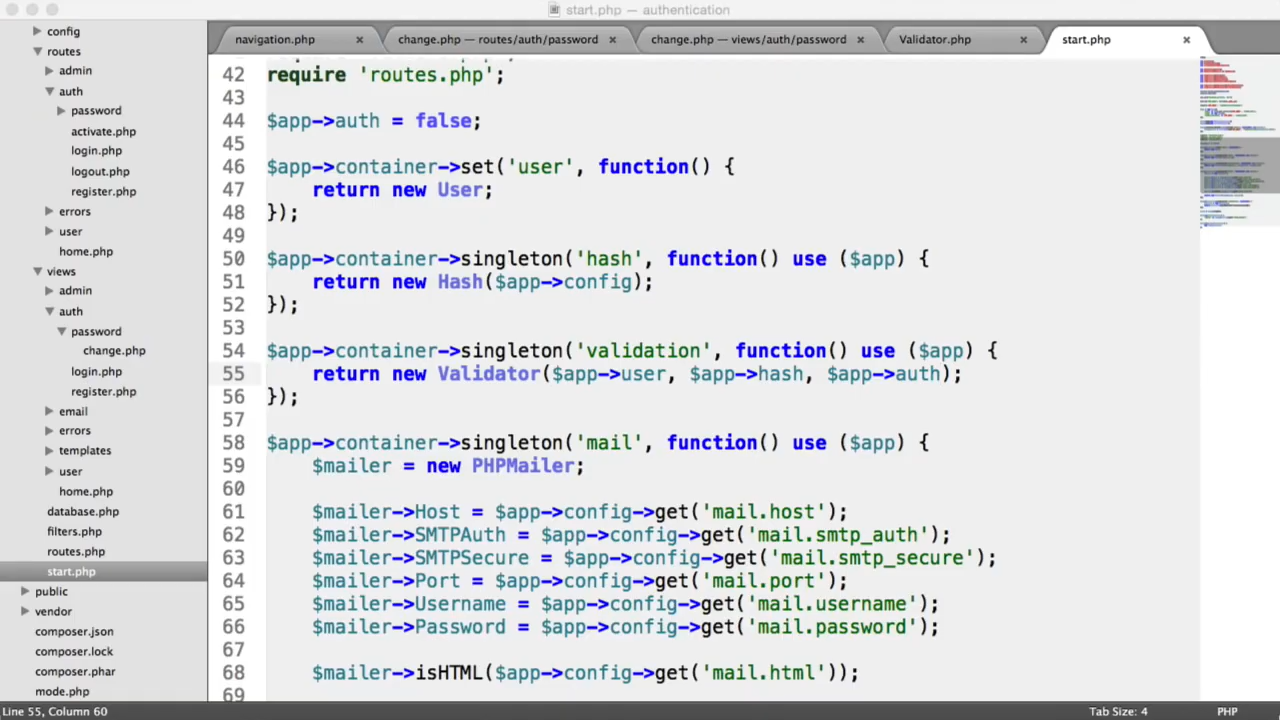 start.php — authentication
config
routes
admin
auth
password
activate.php
login.php
logout.php
register.php
errors
user
home.php
views
admin
auth
password
change.php
login.php
register.php
email
errors
templates
user
home.php
database.php
filters.php
routes.php
start.php
public
vendor
composer.json
composer.lock
composer.phar
mode.php
navigation.php
change.php — routes/auth/password
change.php — views/auth/password
Validator.php
start.php
42 require 'routes.php';
43
44 $app->auth = false;
45
46 $app->container->set('user', function() {
47     return new User;
48 });
49
50 $app->container->singleton('hash', function() use ($app) {
51     return new Hash($app->config);
52 });
53
54 $app->container->singleton('validation', function() use ($app) {
55     return new Validator($app->user, $app->hash, $app->auth);
56 });
57
58 $app->container->singleton('mail', function() use ($app) {
59     $mailer = new PHPMailer;
60
61     $mailer->Host = $app->config->get('mail.host');
62     $mailer->SMTPAuth = $app->config->get('mail.smtp_auth');
63     $mailer->SMTPSecure = $app->config->get('mail.smtp_secure');
64     $mailer->Port = $app->config->get('mail.port');
65     $mailer->Username = $app->config->get('mail.username');
66     $mailer->Password = $app->config->get('mail.password');
67
68     $mailer->isHTML($app->config->get('mail.html'));
69
Line 55, Column 60
Tab Size: 4
PHP